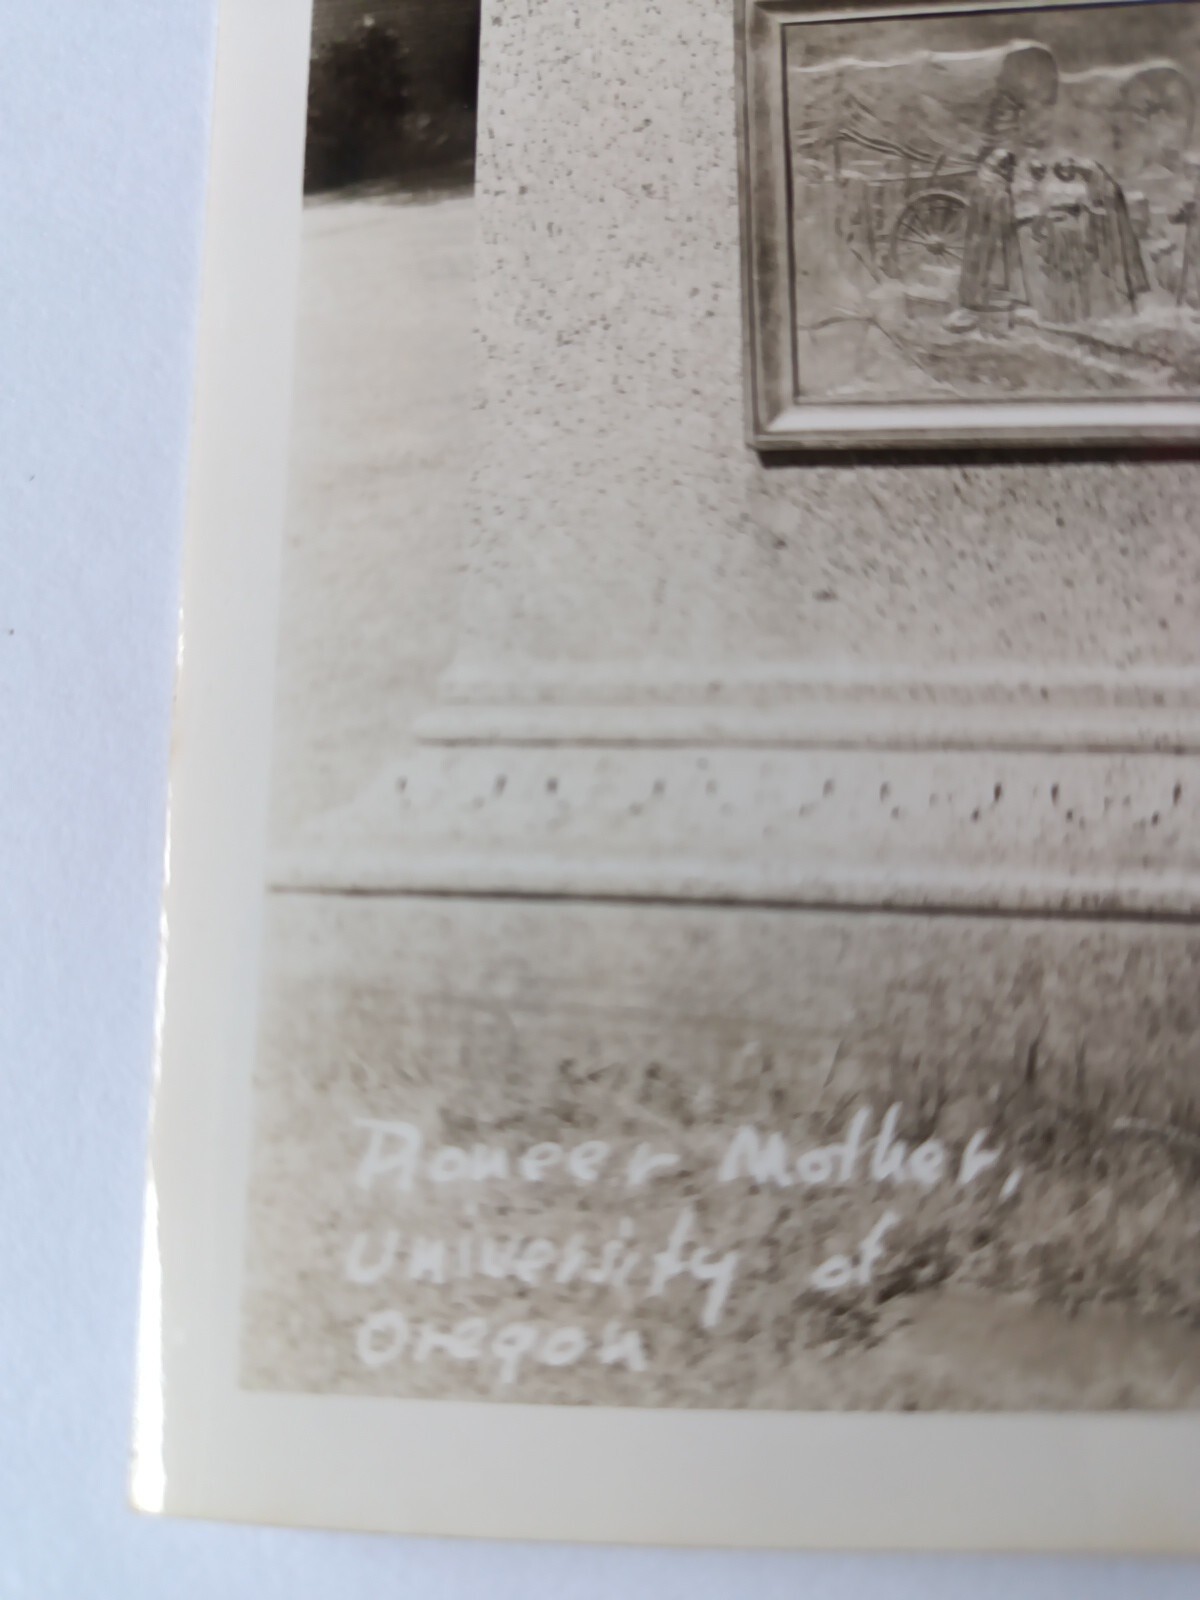 Pioneer Mother,
University of
Oregon